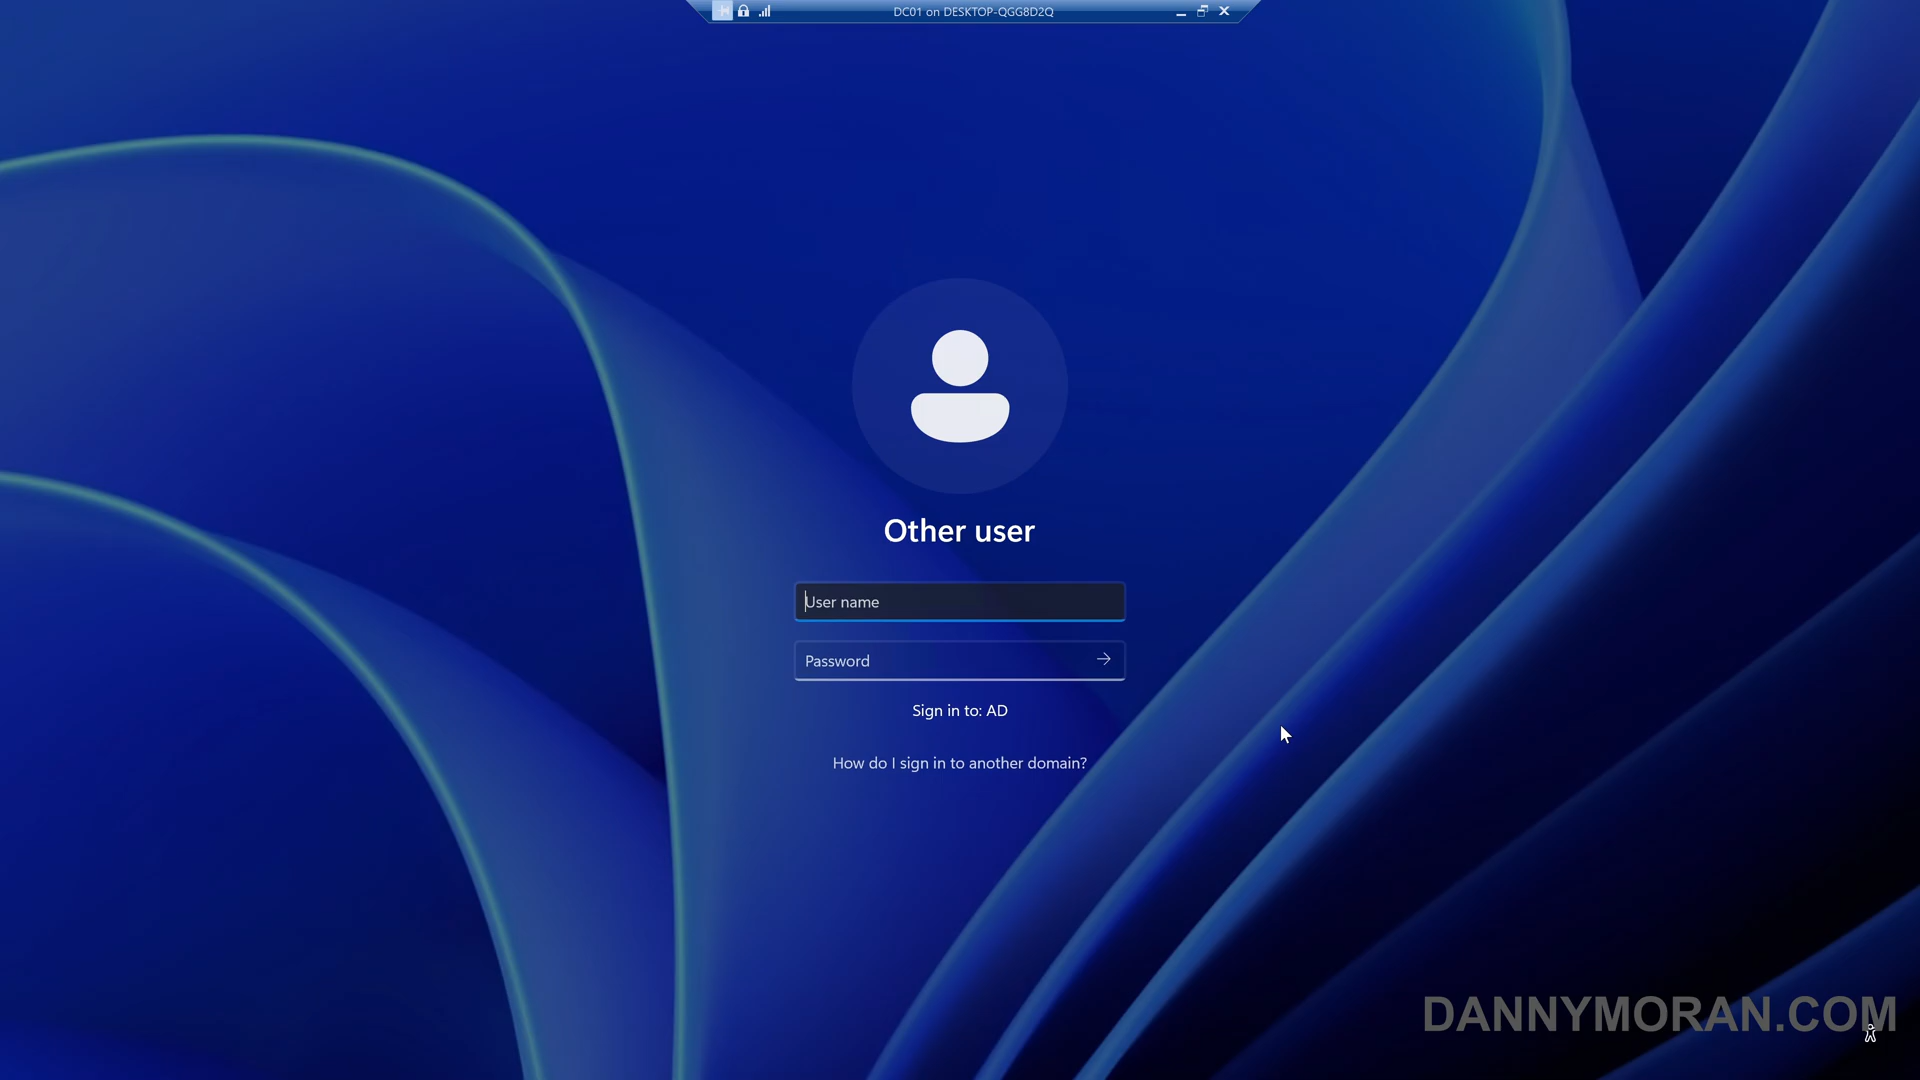 DC01 on DESKTOP-QGG8D2Q
Other user
User name
Password
Sign in to: AD
How do I sign in to another domain?
DANNYMORAN.COM